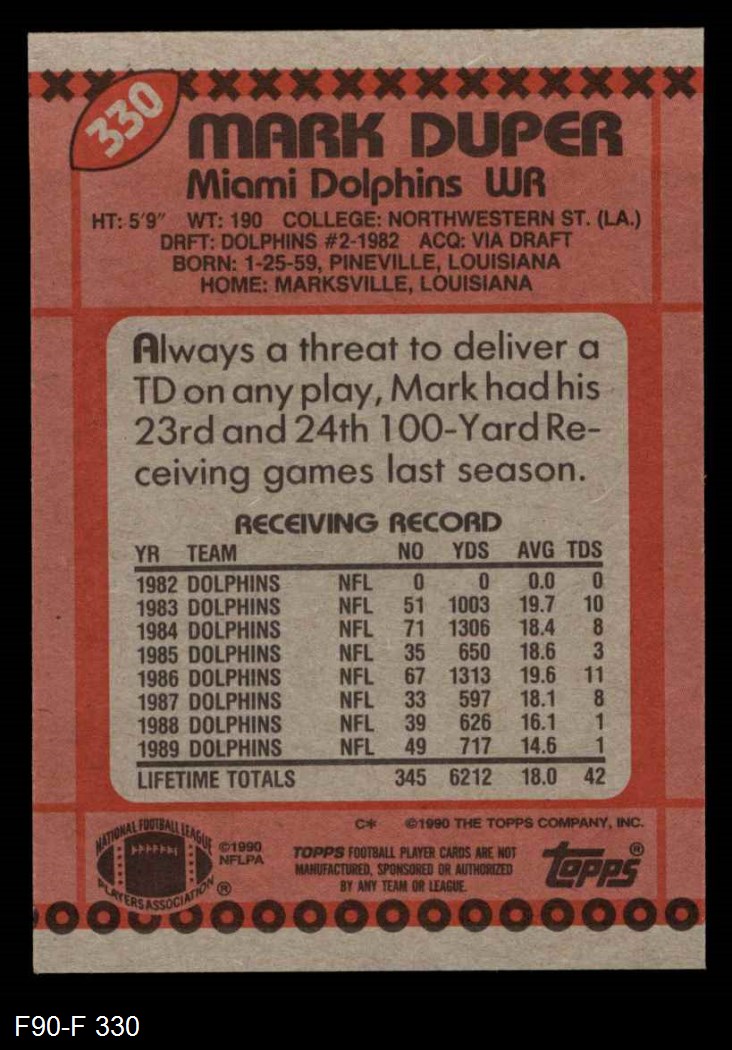 330
MARK DUPER
Miami Dolphins WR
HT: 5'9" WT: 190 COLLEGE: NORTHWESTERN ST. (LA.)
DRFT: DOLPHINS #2-1982 ACQ: VIA DRAFT
BORN: 1-25-59, PINEVILLE, LOUISIANA
HOME: MARKSVILLE, LOUISIANA
Always a threat to deliver a
TD on any play, Mark had his
23rd and 24th 100-Yard Re-
ceiving games last season.
RECEIVING RECORD
YR TEAM NO YDS AVG TDS
1982 DOLPHINS NFL 0 0 0.0 0
1983 DOLPHINS NFL 51 1003 19.7 10
1984 DOLPHINS NFL 71 1306 18.4 8
1985 DOLPHINS NFL 35 650 18.6 3
1986 DOLPHINS NFL 67 1313 19.6 11
1987 DOLPHINS NFL 33 597 18.1 8
1988 DOLPHINS NFL 39 626 16.1 1
1989 DOLPHINS NFL 49 717 14.6 1
LIFETIME TOTALS 345 6212 18.0 42
C* ©1990 THE TOPPS COMPANY, INC.
NATIONAL FOOTBALL LEAGUE
PLAYERS ASSOCIATION ®
©1990
NFLPA
TOPPS FOOTBALL PLAYER CARDS ARE NOT
MANUFACTURED, SPONSORED OR AUTHORIZED
BY ANY TEAM OR LEAGUE.
topps®
F90-F 330